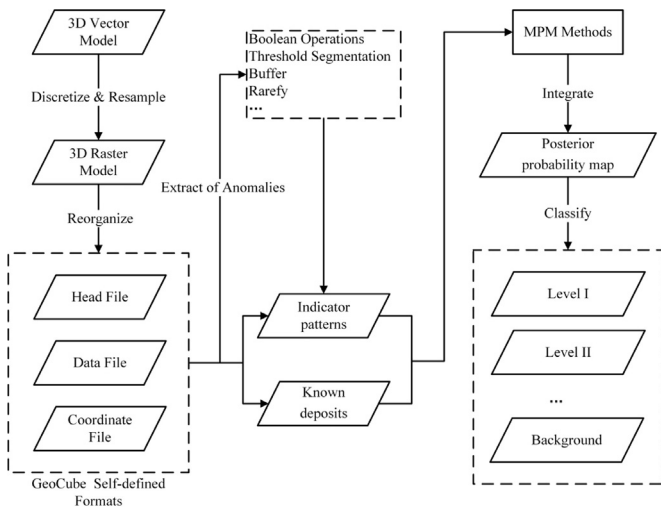 3D Vector
Model
Discretize & Resample
3D Raster
Model
Reorganize
Head File
Data File
Coordinate
File
GeoCube Self-defined
Formats
Boolean Operations
Threshold Segmentation
Buffer
Rarefy
...
Extract of Anomalies
Indicator
patterns
Known
deposits
MPM Methods
Integrate
Posterior
probability map
Classify
Level I
Level II
...
Background